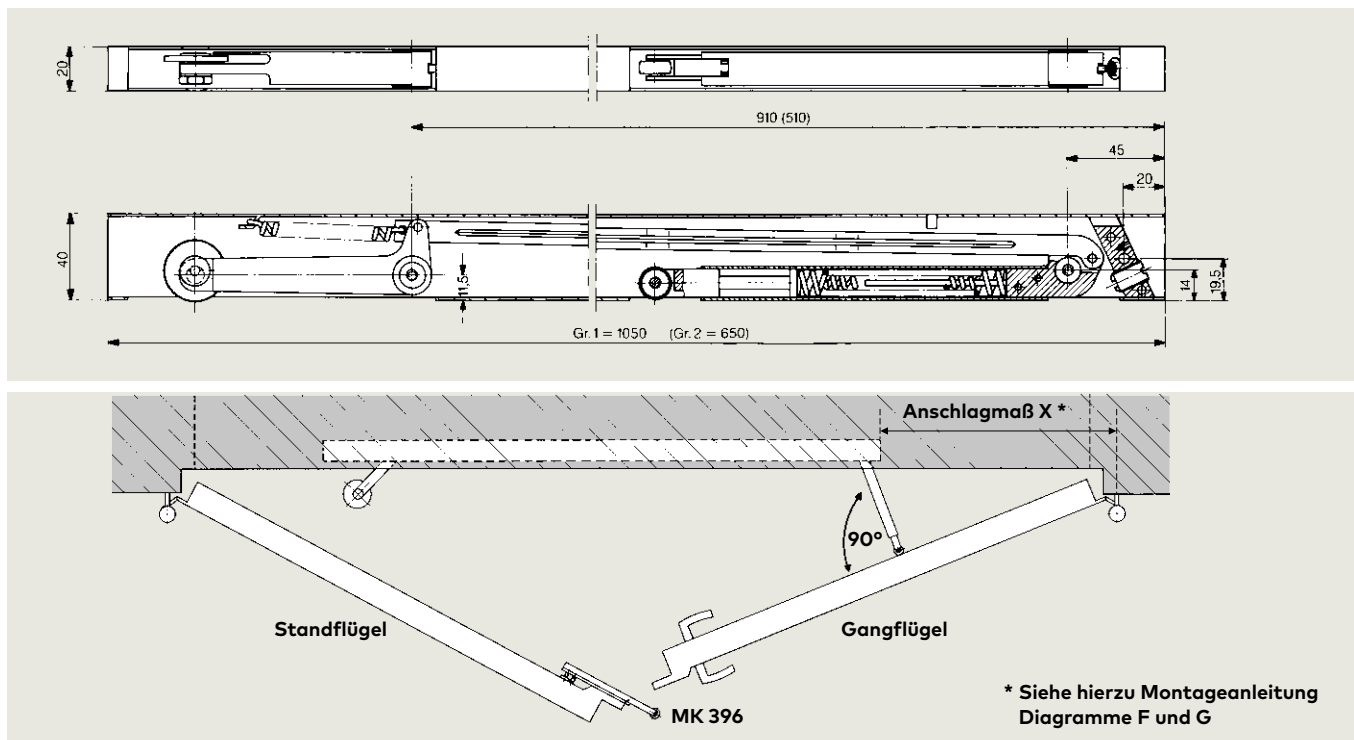 20
910 (510)
45
20
40
11,5
14
19,5
Gr. 1 = 1050 (Gr. 2 = 650)
Anschlagmaß X *
90°
Standflügel
Gangflügel
MK 396
* Siehe hierzu Montageanleitung
Diagramme F und G